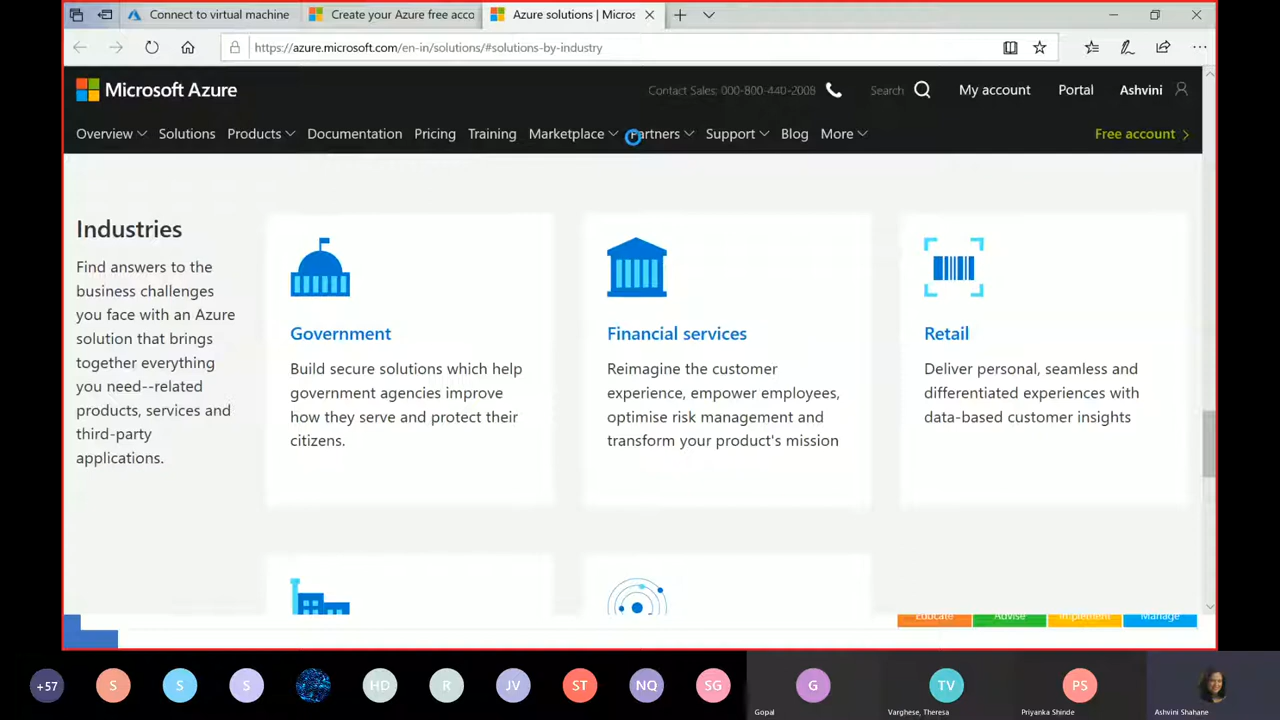 Connect to virtual machine
Create your Azure free acco
Azure solutions | Micros
https://azure.microsoft.com/en-in/solutions/#solutions-by-industry
Microsoft Azure
Contact Sales: 000-800-440-2008
Search
My account
Portal
Ashvini
Overview
Solutions
Products
Documentation
Pricing
Training
Marketplace
Partners
Support
Blog
More
Free account
Industries
Find answers to the
business challenges
you face with an Azure
solution that brings
together everything
you need--related
products, services and
third-party
applications.
Government
Build secure solutions which help
government agencies improve
how they serve and protect their
citizens.
Financial services
Reimagine the customer
experience, empower employees,
optimise risk management and
transform your product's mission
Retail
Deliver personal, seamless and
differentiated experiences with
data-based customer insights
Educate
Advise
Implement
Manage
+57
S
S
S
HD
R
JV
ST
NQ
SG
G
Gopal
TV
Varghese, Theresa
PS
Priyanka Shinde
Ashvini Shahane